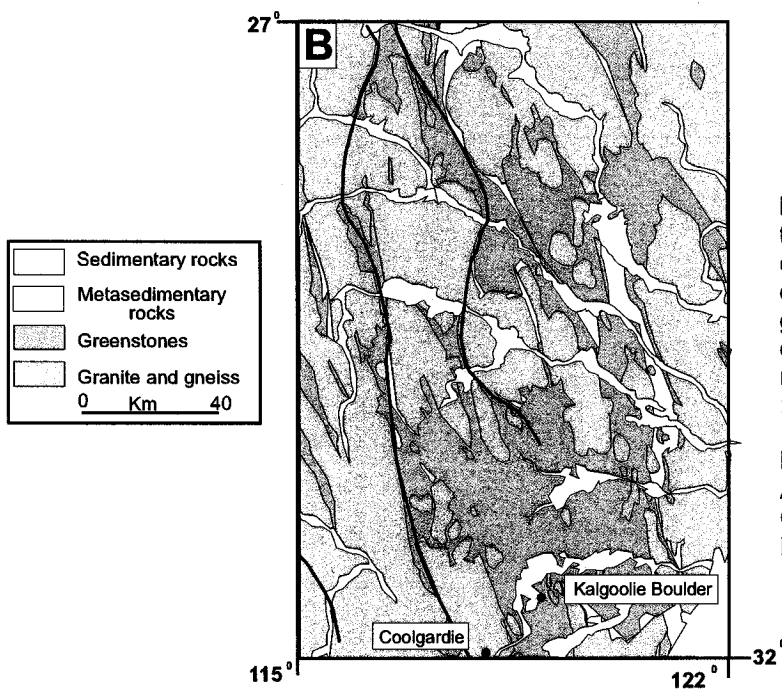 27°
B
Sedimentary rocks
Metasedimentary
rocks
Greenstones
Granite and gneiss
0 Km 40
Kalgoolie Boulder
Coolgardie
32
115°
122°